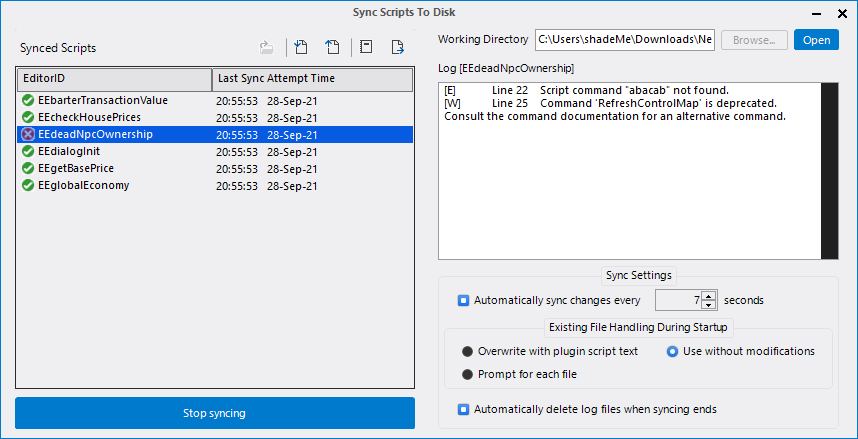 Sync Scripts To Disk
Synced Scripts
EditorID Last Sync Attempt Time
EEbarterTransactionValue 20:55:53 28-Sep-21
EEcheckHousePrices 20:55:53 28-Sep-21
EEdeadNpcOwnership 20:55:53 28-Sep-21
EEdialogInit 20:55:53 28-Sep-21
EEgetBasePrice 20:55:53 28-Sep-21
EEglobalEconomy 20:55:53 28-Sep-21
Stop syncing
Working Directory C:\Users\shadeMe\Downloads\Ne Browse... Open
Log [EEdeadNpcOwnership]
[E] Line 22 Script command "abacab" not found.
[W] Line 25 Command 'RefreshControlMap' is deprecated.
Consult the command documentation for an alternative command.
Sync Settings
Automatically sync changes every 7 seconds
Existing File Handling During Startup
Overwrite with plugin script text Use without modifications
Prompt for each file
Automatically delete log files when syncing ends